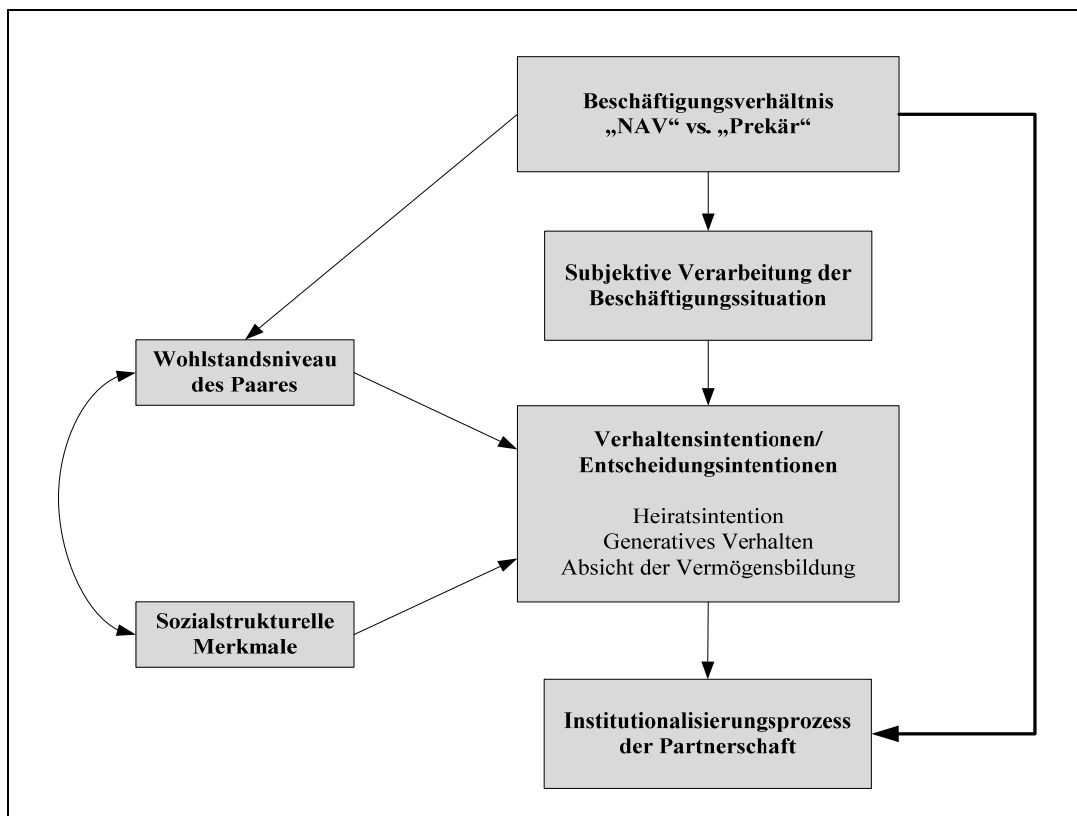 Beschäftigungsverhältnis
„NAV“ vs. „Prekär“
Subjektive Verarbeitung der
Beschäftigungssituation
Wohlstandsniveau
des Paares
Verhaltensintentionen/
Entscheidungsintentionen
Heiratsintention
Generatives Verhalten
Absicht der Vermögensbildung
Sozialstrukturelle
Merkmale
Institutionalisierungsprozess
der Partnerschaft